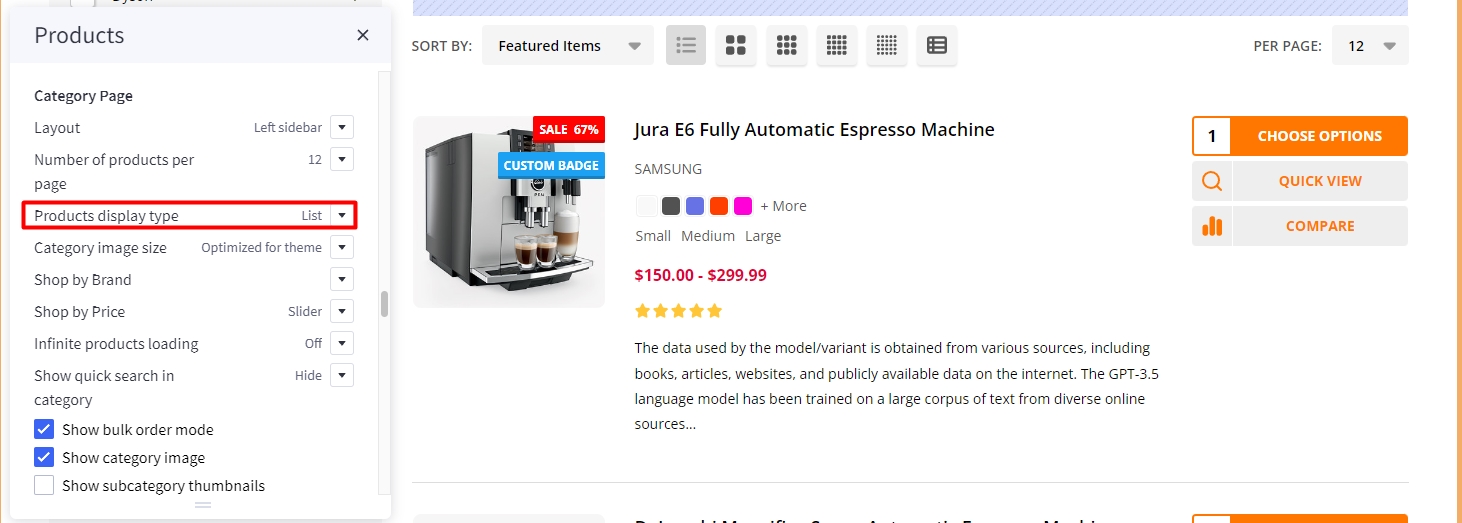 Products
Category Page
Layout
Left sidebar
Number of products per
page
12
Products display type
List
Category image size
Optimized for theme
Shop by Brand
Shop by Price
Slider
Infinite products loading
Off
Show quick search in
category
Hide
Show bulk order mode
Show category image
Show subcategory thumbnails
SORT BY:
Featured Items
PER PAGE:
12
SALE 67%
CUSTOM BADGE
Jura E6 Fully Automatic Espresso Machine
SAMSUNG
+ More
Small Medium Large
$150.00 - $299.99
The data used by the model/variant is obtained from various sources, including
books, articles, websites, and publicly available data on the internet. The GPT-3.5
language model has been trained on a large corpus of text from diverse online
sources...
1
CHOOSE OPTIONS
QUICK VIEW
COMPARE